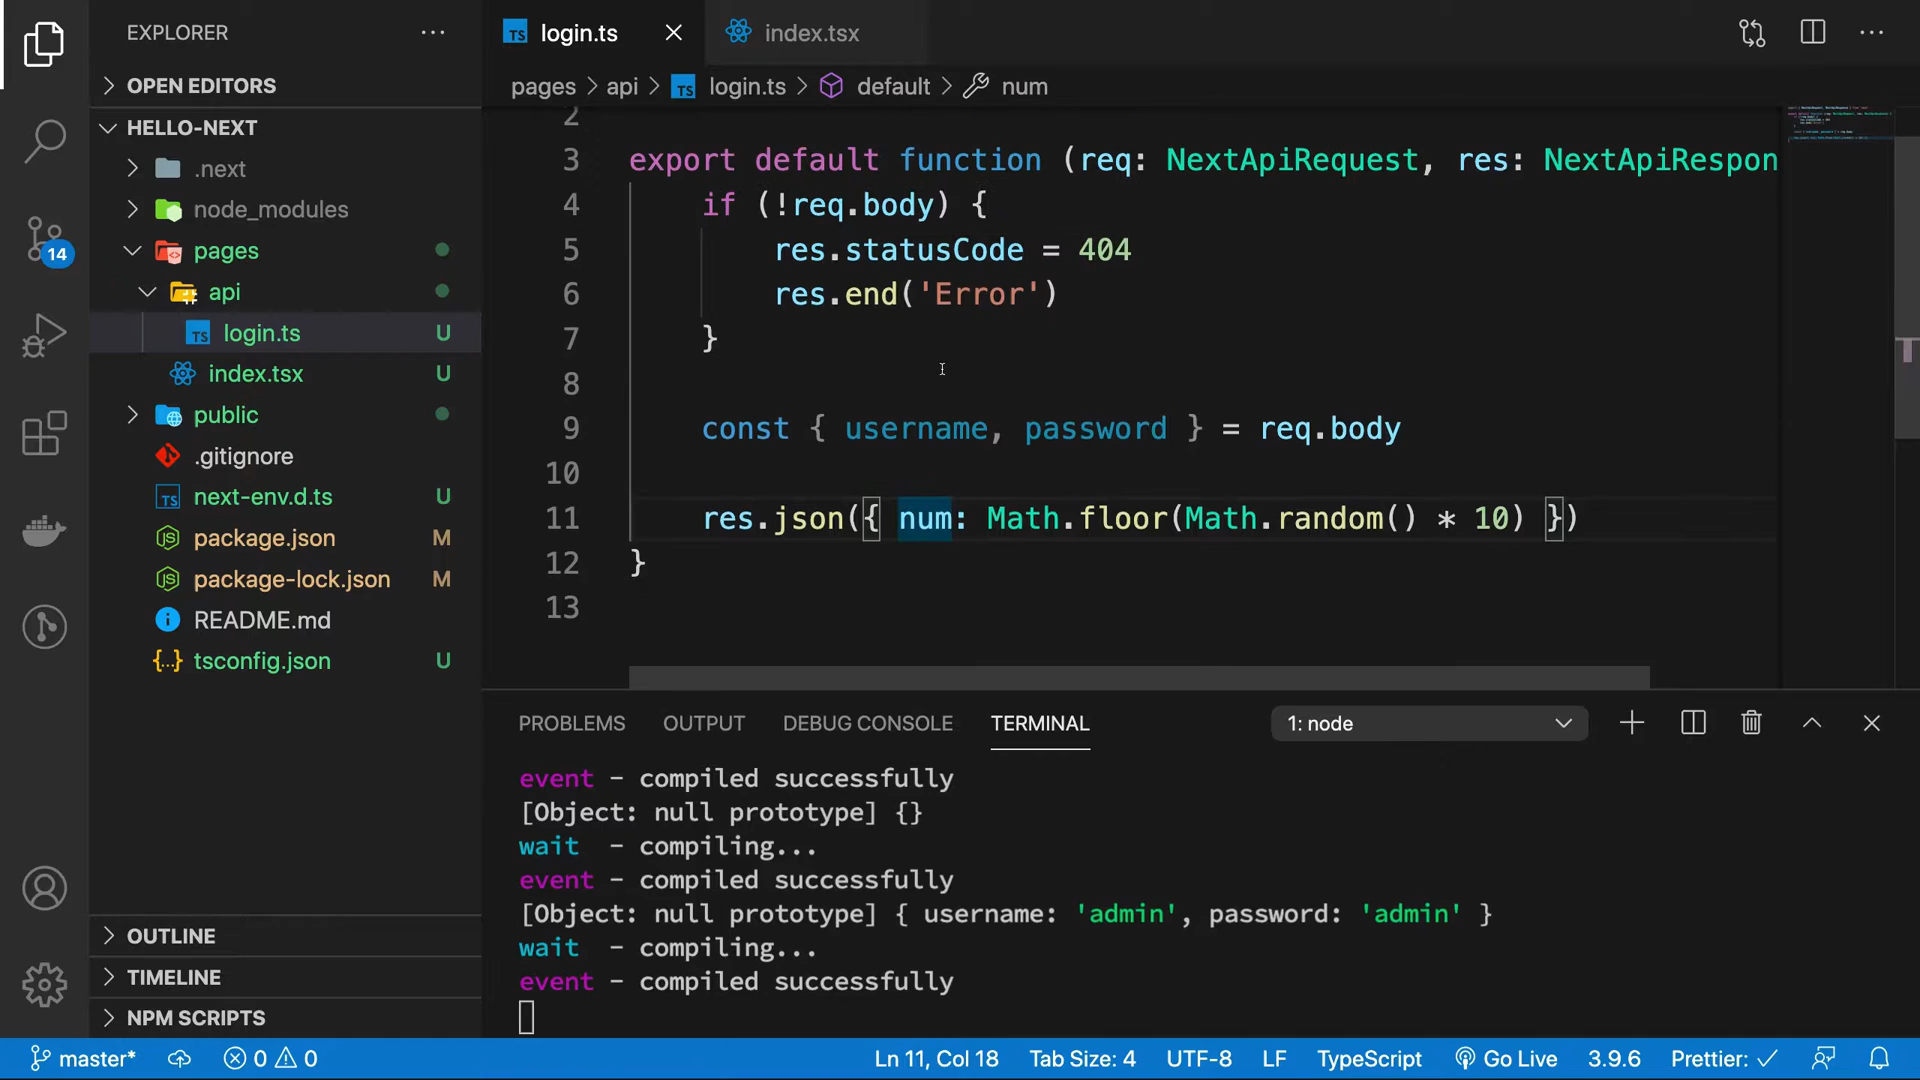 EXPLORER
OPEN EDITORS
HELLO-NEXT
.next
node_modules
pages
api
TS login.ts U
index.tsx U
public
.gitignore
TS next-env.d.ts U
package.json M
package-lock.json M
README.md
{...} tsconfig.json U
OUTLINE
TIMELINE
NPM SCRIPTS
14
TS login.ts
index.tsx
pages > api > TS login.ts > default > num
2
3 export default function (req: NextApiRequest, res: NextApiRespon
4 if (!req.body) {
5 res.statusCode = 404
6 res.end('Error')
7 }
8
9 const { username, password } = req.body
10
11 res.json({ num: Math.floor(Math.random() * 10) })
12 }
13
PROBLEMS OUTPUT DEBUG CONSOLE TERMINAL 1: node
event - compiled successfully
[Object: null prototype] {}
wait - compiling...
event - compiled successfully
[Object: null prototype] { username: 'admin', password: 'admin' }
wait - compiling...
event - compiled successfully
master* 0 0 Ln 11, Col 18 Tab Size: 4 UTF-8 LF TypeScript Go Live 3.9.6 Prettier: ✓